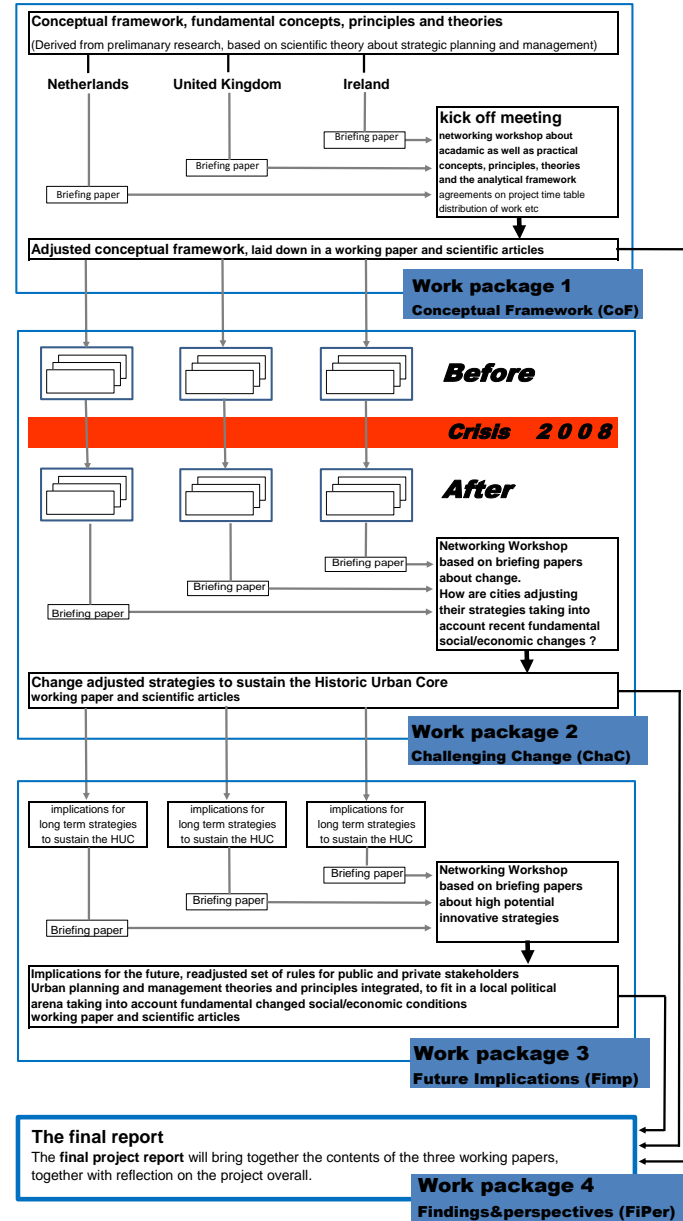 Conceptual framework, fundamental concepts, principles and theories
(Derived from prelimanary research, based on scientific theory about strategic planning and management)
Netherlands
United Kingdom
Ireland
Briefing paper
Briefing paper
Briefing paper
kick off meeting
networking workshop about
acadamic as well as practical
concepts, principles, theories
and the analytical framework
agreements on project time table
distribution of work etc
Adjusted conceptual framework, laid down in a working paper and scientific articles
Work package 1
Conceptual Framework (CoF)
Before
Crisis 2008
After
Briefing paper
Briefing paper
Briefing paper
Networking Workshop
based on briefing papers
about change.
How are cities adjusting
their strategies taking into
account recent fundamental
social/economic changes ?
Change adjusted strategies to sustain the Historic Urban Core
working paper and scientific articles
Work package 2
Challenging Change (ChaC)
implications for
long term strategies
to sustain the HUC
implications for
long term strategies
to sustain the HUC
implications for
long term strategies
to sustain the HUC
Briefing paper
Briefing paper
Briefing paper
Networking Workshop
based on briefing papers
about high potential
innovative strategies
Implications for the future, readjusted set of rules for public and private stakeholders
Urban planning and management theories and principles integrated, to fit in a local political
arena taking into account fundamental changed social/economic conditions
working paper and scientific articles
Work package 3
Future Implications (Fimp)
The final report
The final project report will bring together the contents of the three working papers,
together with reflection on the project overall.
Work package 4
Findings&perspectives (FiPer)